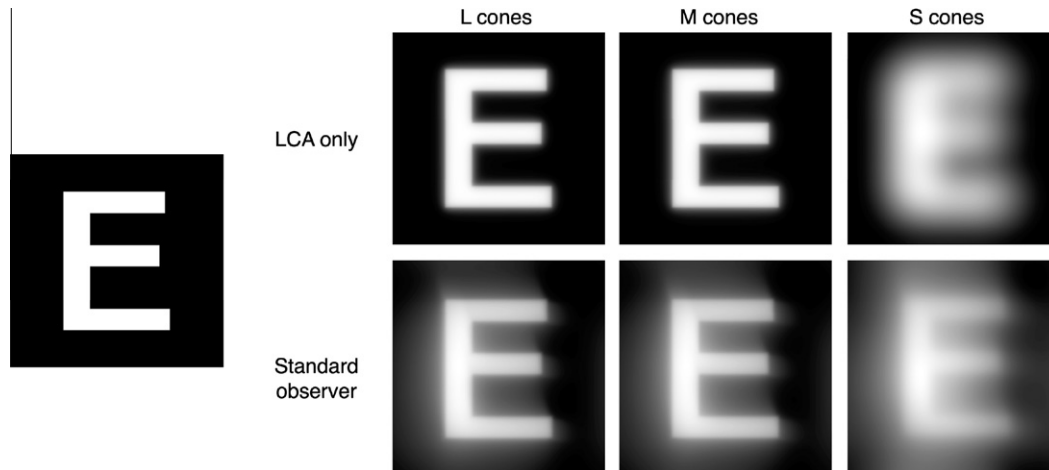 L cones M cones S cones
LCA only
E E E E
Standard
observer
E E E